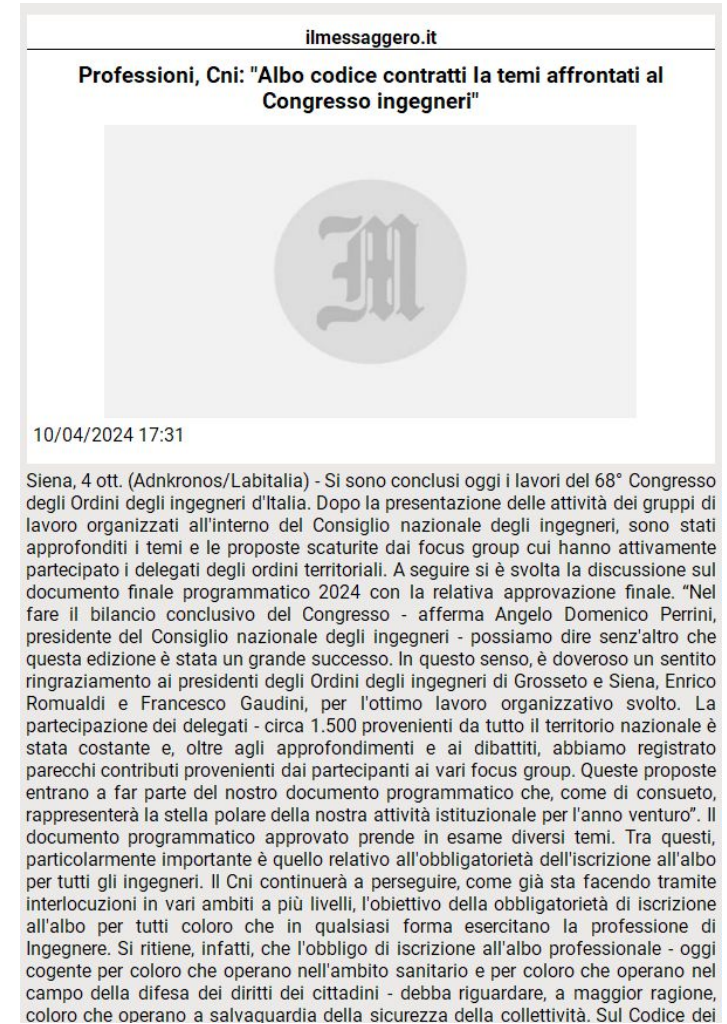 ilmessaggero.it
Professioni, Cni: "Albo codice contratti Ia temi affrontati al
Congresso ingegneri"
M
10/04/2024 17:31
Siena, 4 ott. (Adnkronos/Labitalia) - Si sono conclusi oggi i lavori del 68° Congresso
degli Ordini degli ingegneri d'Italia. Dopo la presentazione delle attività dei gruppi di
lavoro organizzati all'interno del Consiglio nazionale degli ingegneri, sono stati
approfonditi i temi e le proposte scaturite dai focus group cui hanno attivamente
partecipato i delegati degli ordini territoriali. A seguire si è svolta la discussione sul
documento finale programmatico 2024 con la relativa approvazione finale. “Nel
fare il bilancio conclusivo del Congresso - afferma Angelo Domenico Perrini,
presidente del Consiglio nazionale degli ingegneri - possiamo dire senz'altro che
questa edizione è stata un grande successo. In questo senso, è doveroso un sentito
ringraziamento ai presidenti degli Ordini degli ingegneri di Grosseto e Siena, Enrico
Romualdi e Francesco Gaudini, per l'ottimo lavoro organizzativo svolto. La
partecipazione dei delegati - circa 1.500 provenienti da tutto il territorio nazionale è
stata costante e, oltre agli approfondimenti e ai dibattiti, abbiamo registrato
parecchi contributi provenienti dai partecipanti ai vari focus group. Queste proposte
entrano a far parte del nostro documento programmatico che, come di consueto,
rappresenterà la stella polare della nostra attività istituzionale per l'anno venturo”. Il
documento programmatico approvato prende in esame diversi temi. Tra questi,
particolarmente importante è quello relativo all'obbligatorietà dell'iscrizione all'albo
per tutti gli ingegneri. Il Cni continuerà a perseguire, come già sta facendo tramite
interlocuzioni in vari ambiti a più livelli, l'obiettivo della obbligatorietà di iscrizione
all'albo per tutti coloro che in qualsiasi forma esercitano la professione di
Ingegnere. Si ritiene, infatti, che l'obbligo di iscrizione all'albo professionale - oggi
cogente per coloro che operano nell'ambito sanitario e per coloro che operano nel
campo della difesa dei diritti dei cittadini - debba riguardare, a maggior ragione,
coloro che operano a salvaguardia della sicurezza della collettività. Sul Codice dei